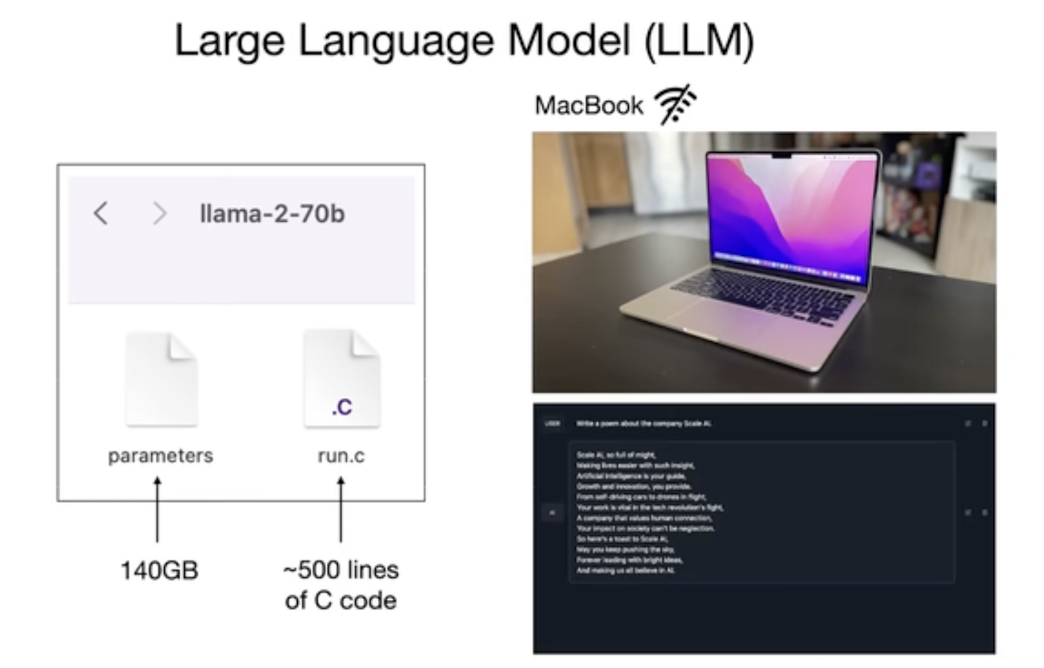 Large Language Model (LLM)
MacBook
llama-2-70b
.C
parameters
run.c
140GB
~500 lines
of C code
USER
Write a poem about the company Scale AI.
AI
Scale AI, so full of might,
Making lives easier with such insight,
Artificial Intelligence is your guide,
Growth and innovation, you provide.
From self-driving cars to drones in flight,
Your work is vital in the tech revolution's fight,
A company that values human connection,
Your impact on society can't be neglection.
So here's a toast to Scale AI,
May you keep pushing the sky,
Forever leading with bright ideas,
And making us all believe in AI.